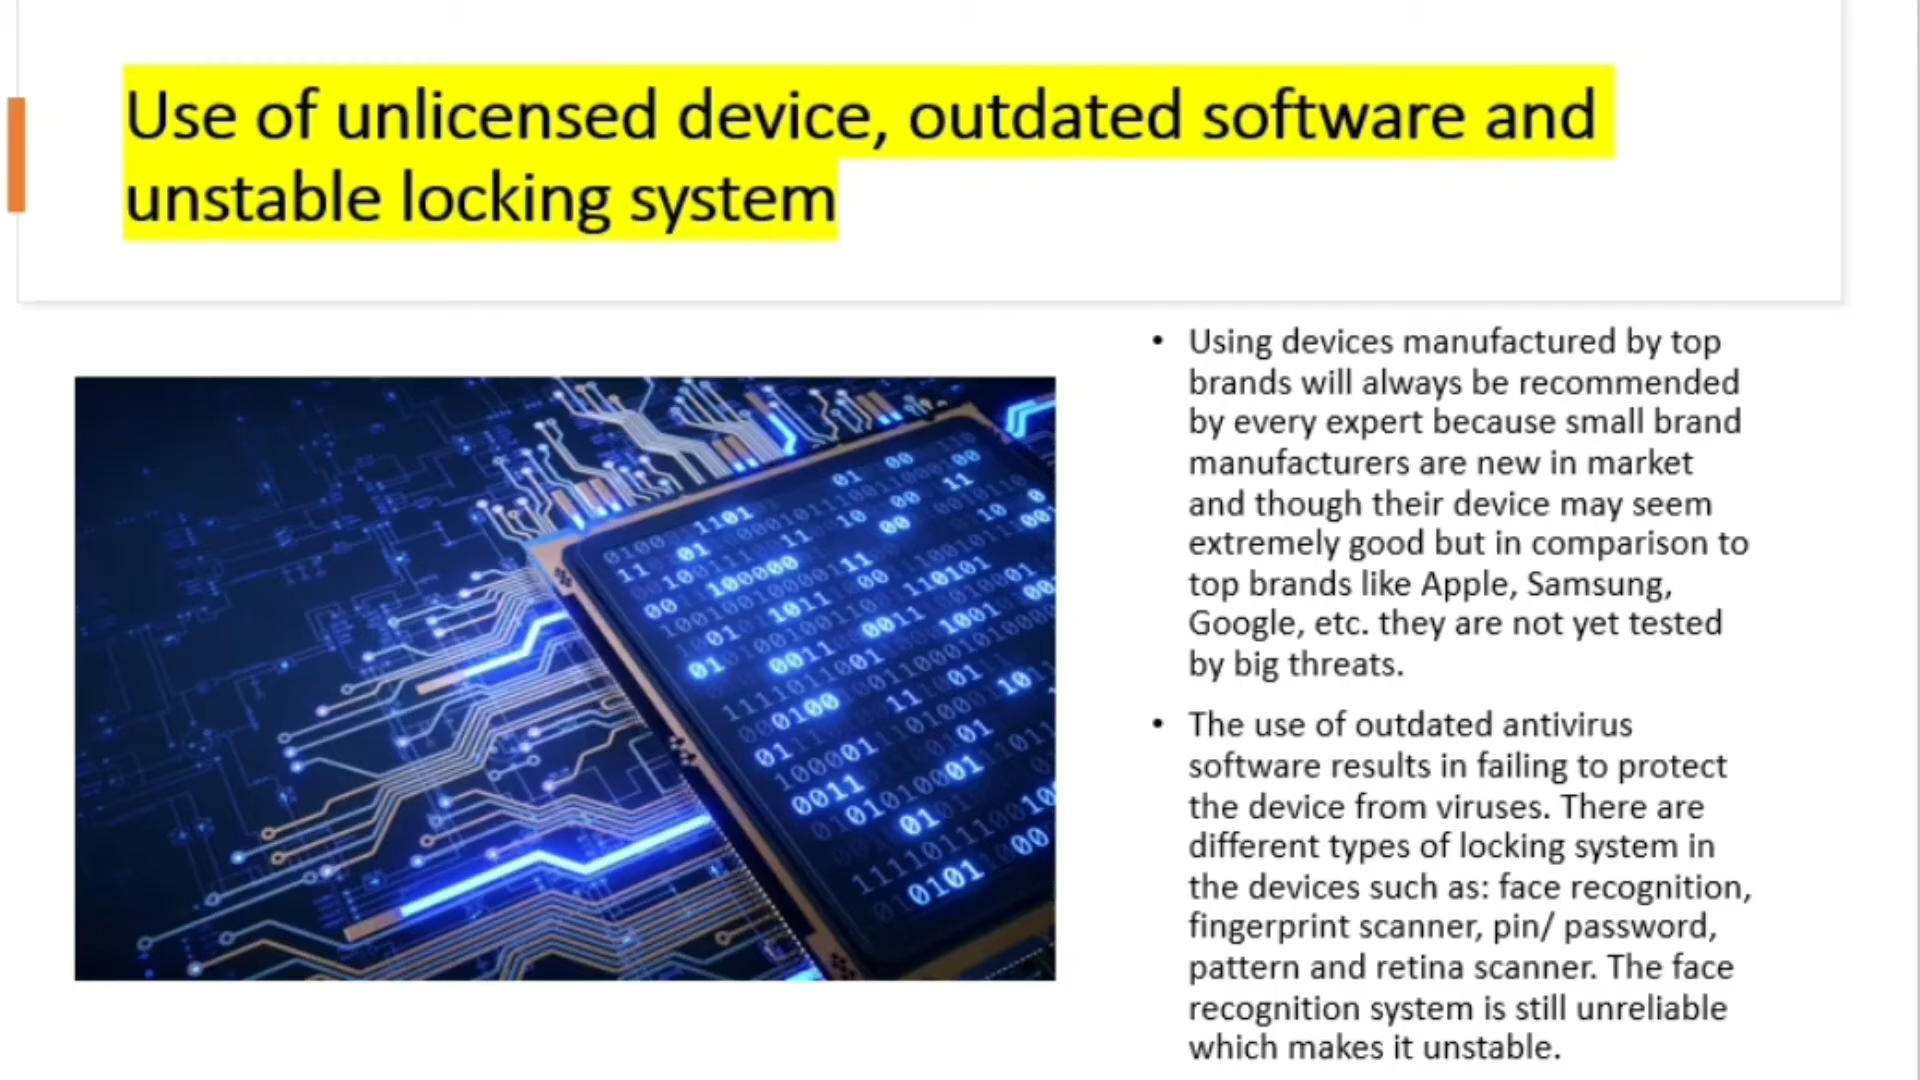 Use of unlicensed device, outdated software and
unstable locking system
• Using devices manufactured by top
brands will always be recommended
by every expert because small brand
manufacturers are new in market
and though their device may seem
extremely good but in comparison to
top brands like Apple, Samsung,
Google, etc. they are not yet tested
by big threats.
• The use of outdated antivirus
software results in failing to protect
the device from viruses. There are
different types of locking system in
the devices such as: face recognition,
fingerprint scanner, pin/ password,
pattern and retina scanner. The face
recognition system is still unreliable
which makes it unstable.